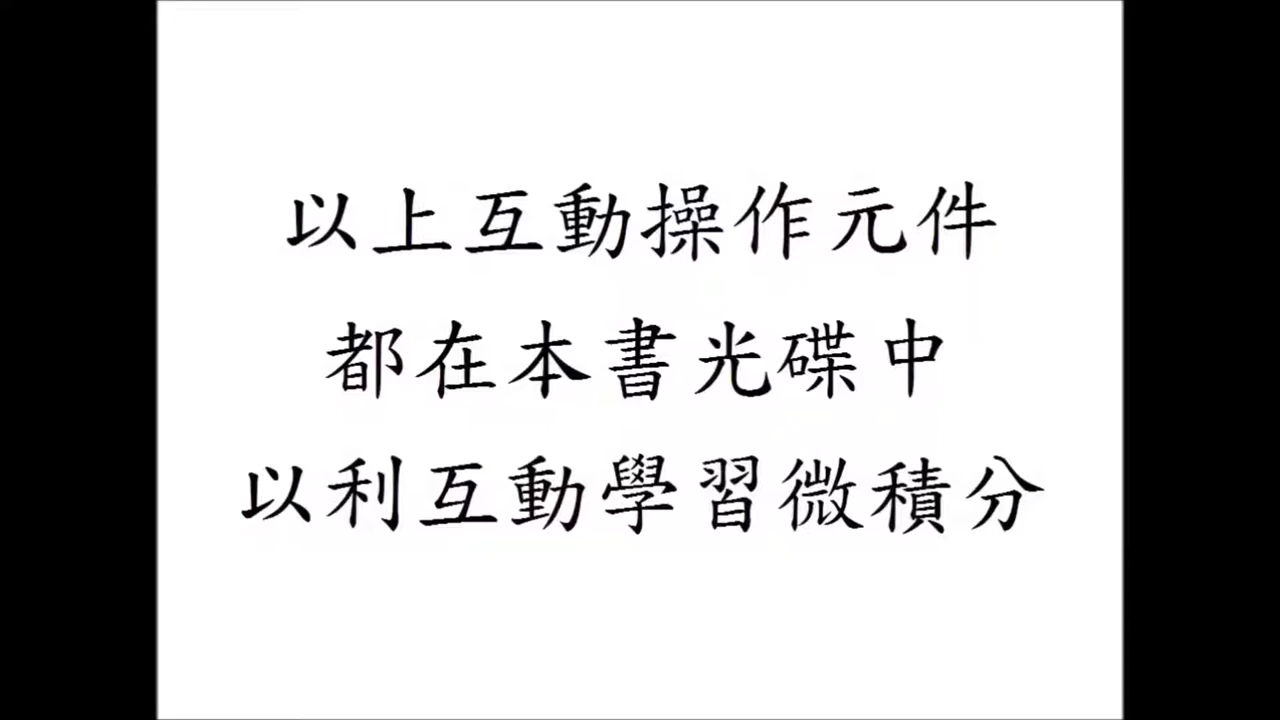 以上互動操作元件
都在本書光碟中
以利互動學習微積分